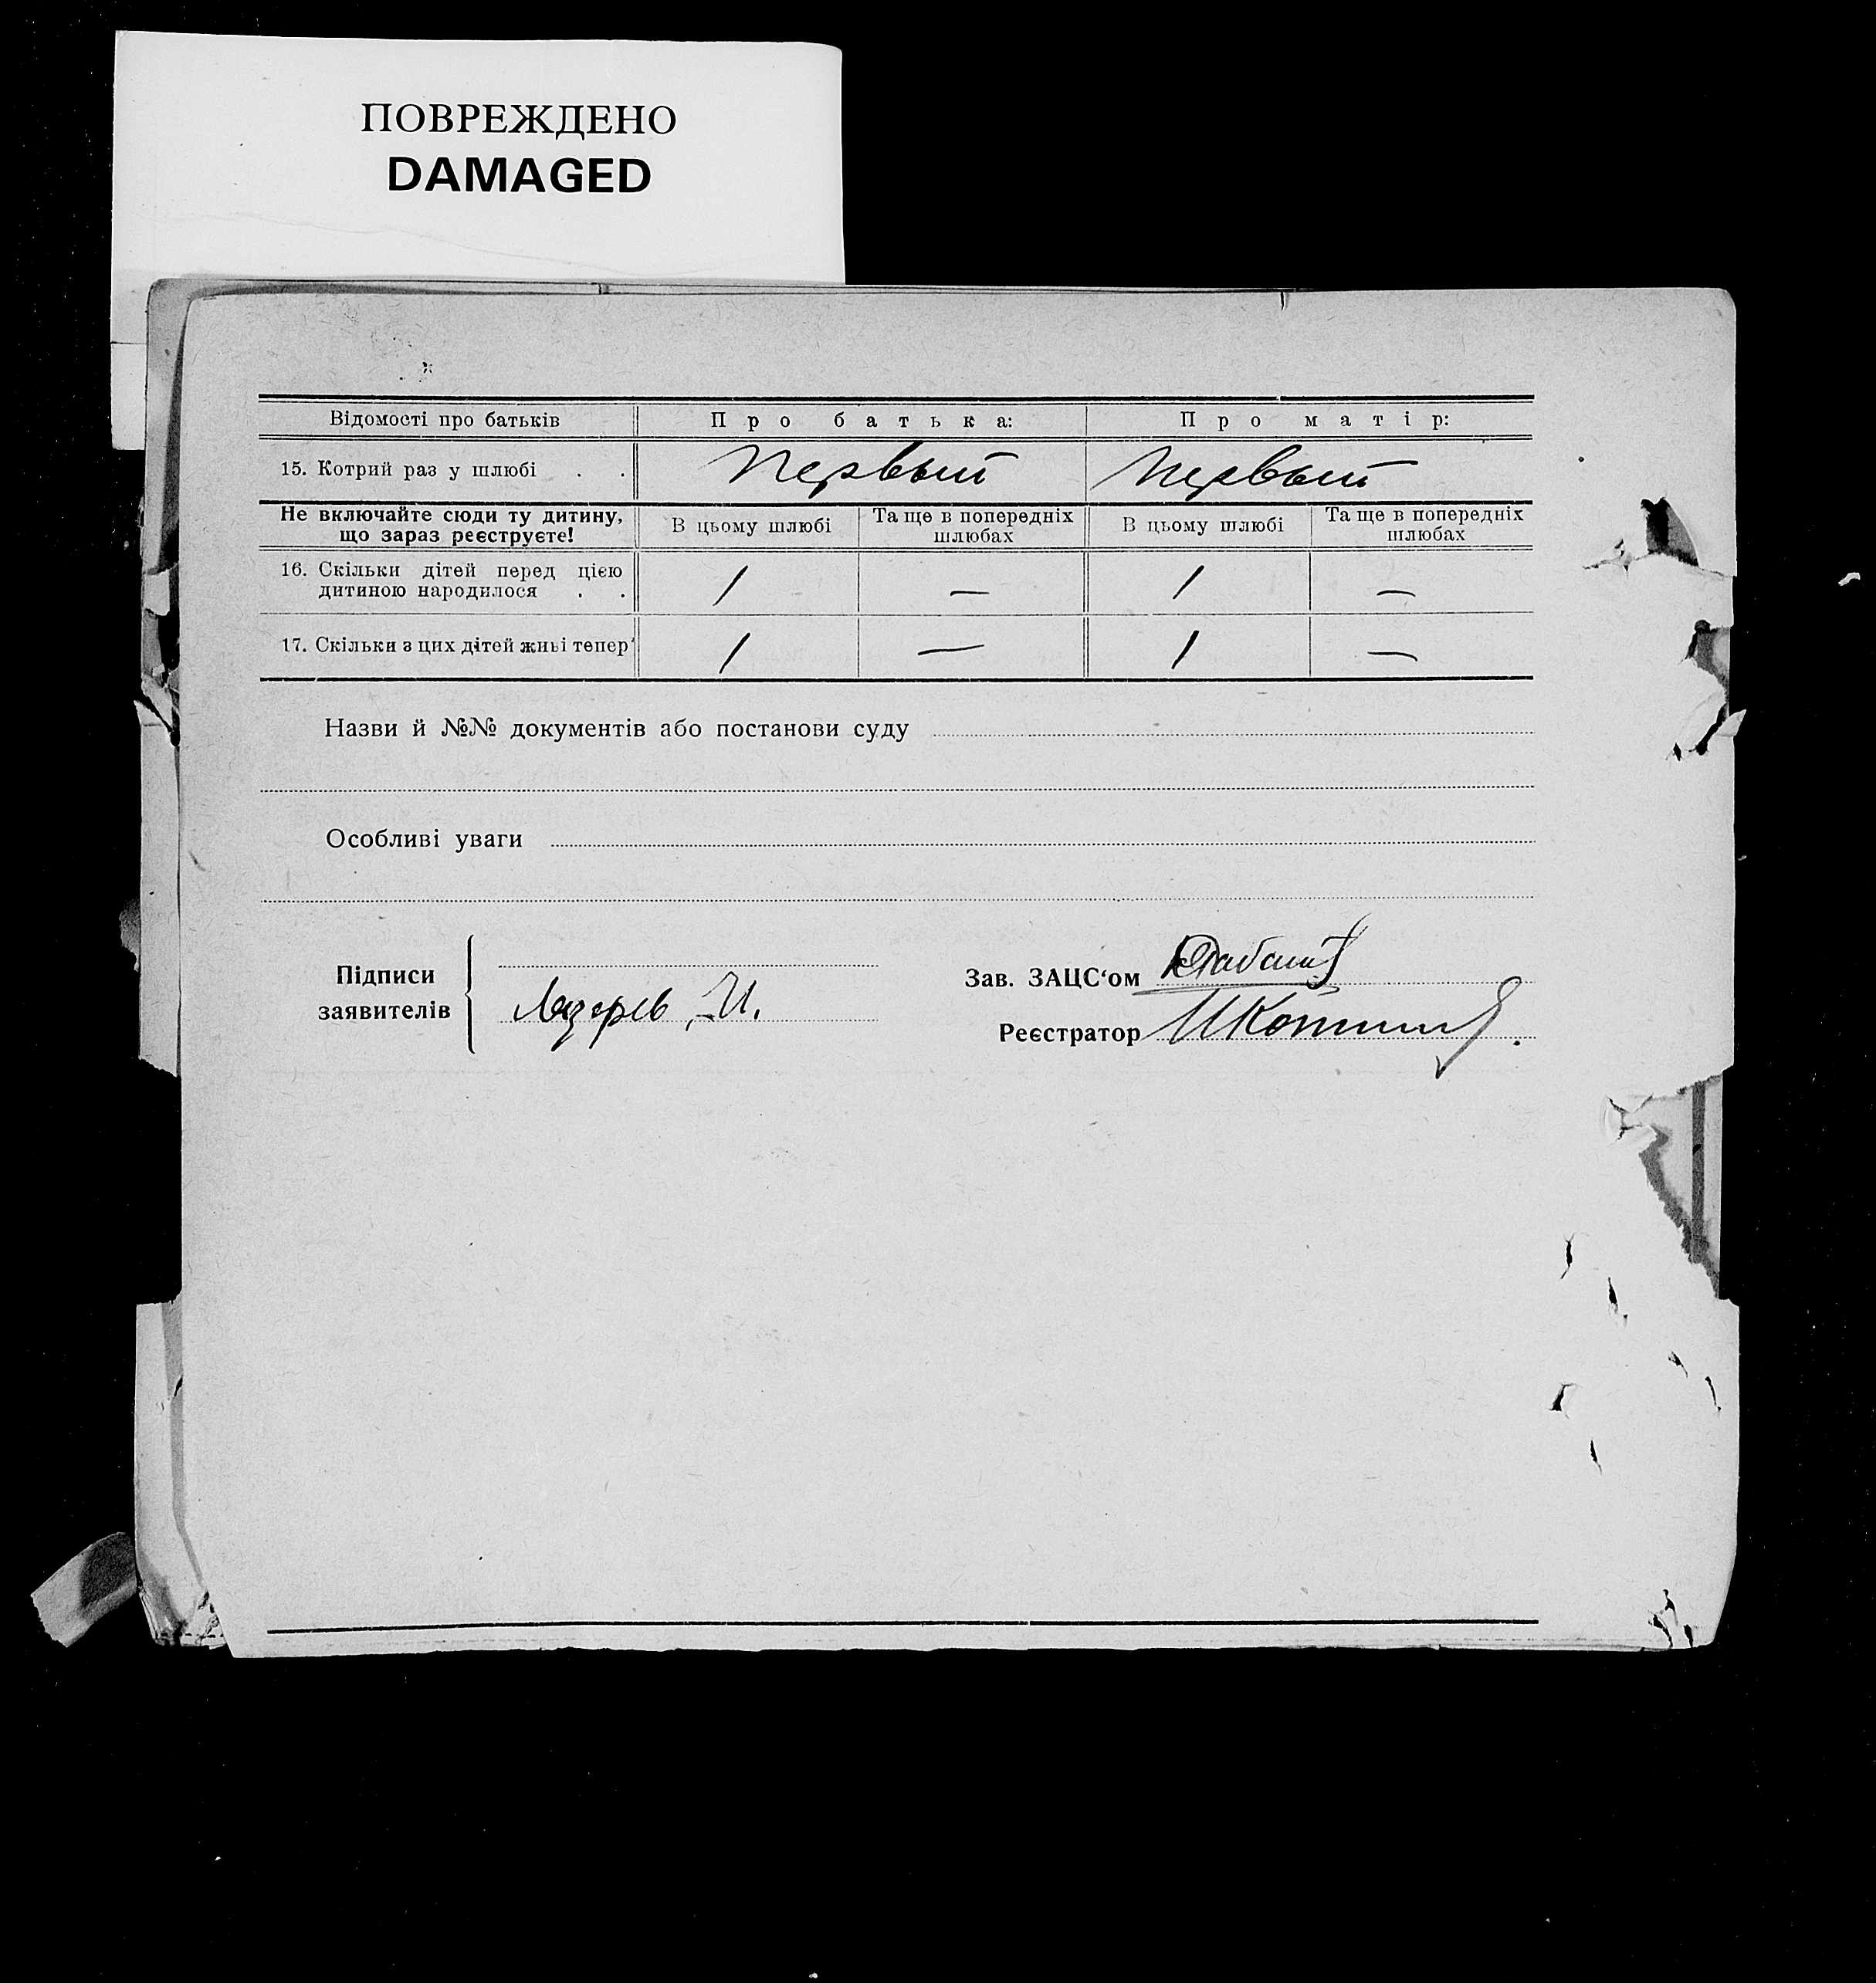 ПОВРЕЖДЕНО
DAMAGED
Відомості про батьків Про батька: Про матір:
15. Котрий раз у шлюбі . . Первый Первый
Не включайте сюди ту дитину, що зараз реєструєте! В цьому шлюбі Та ще в попередніх шлюбах В цьому шлюбі Та ще в попередніх шлюбах
16. Скільки дітей перед цією дитиною народилося . . 1 — 1 —
17. Скільки з цих дітей живі тепер 1 — 1 —
Назви й №№ документів або постанови суду
Особливі уваги
Підписи заявителів
Зав. ЗАЦС‘ом
Реєстратор